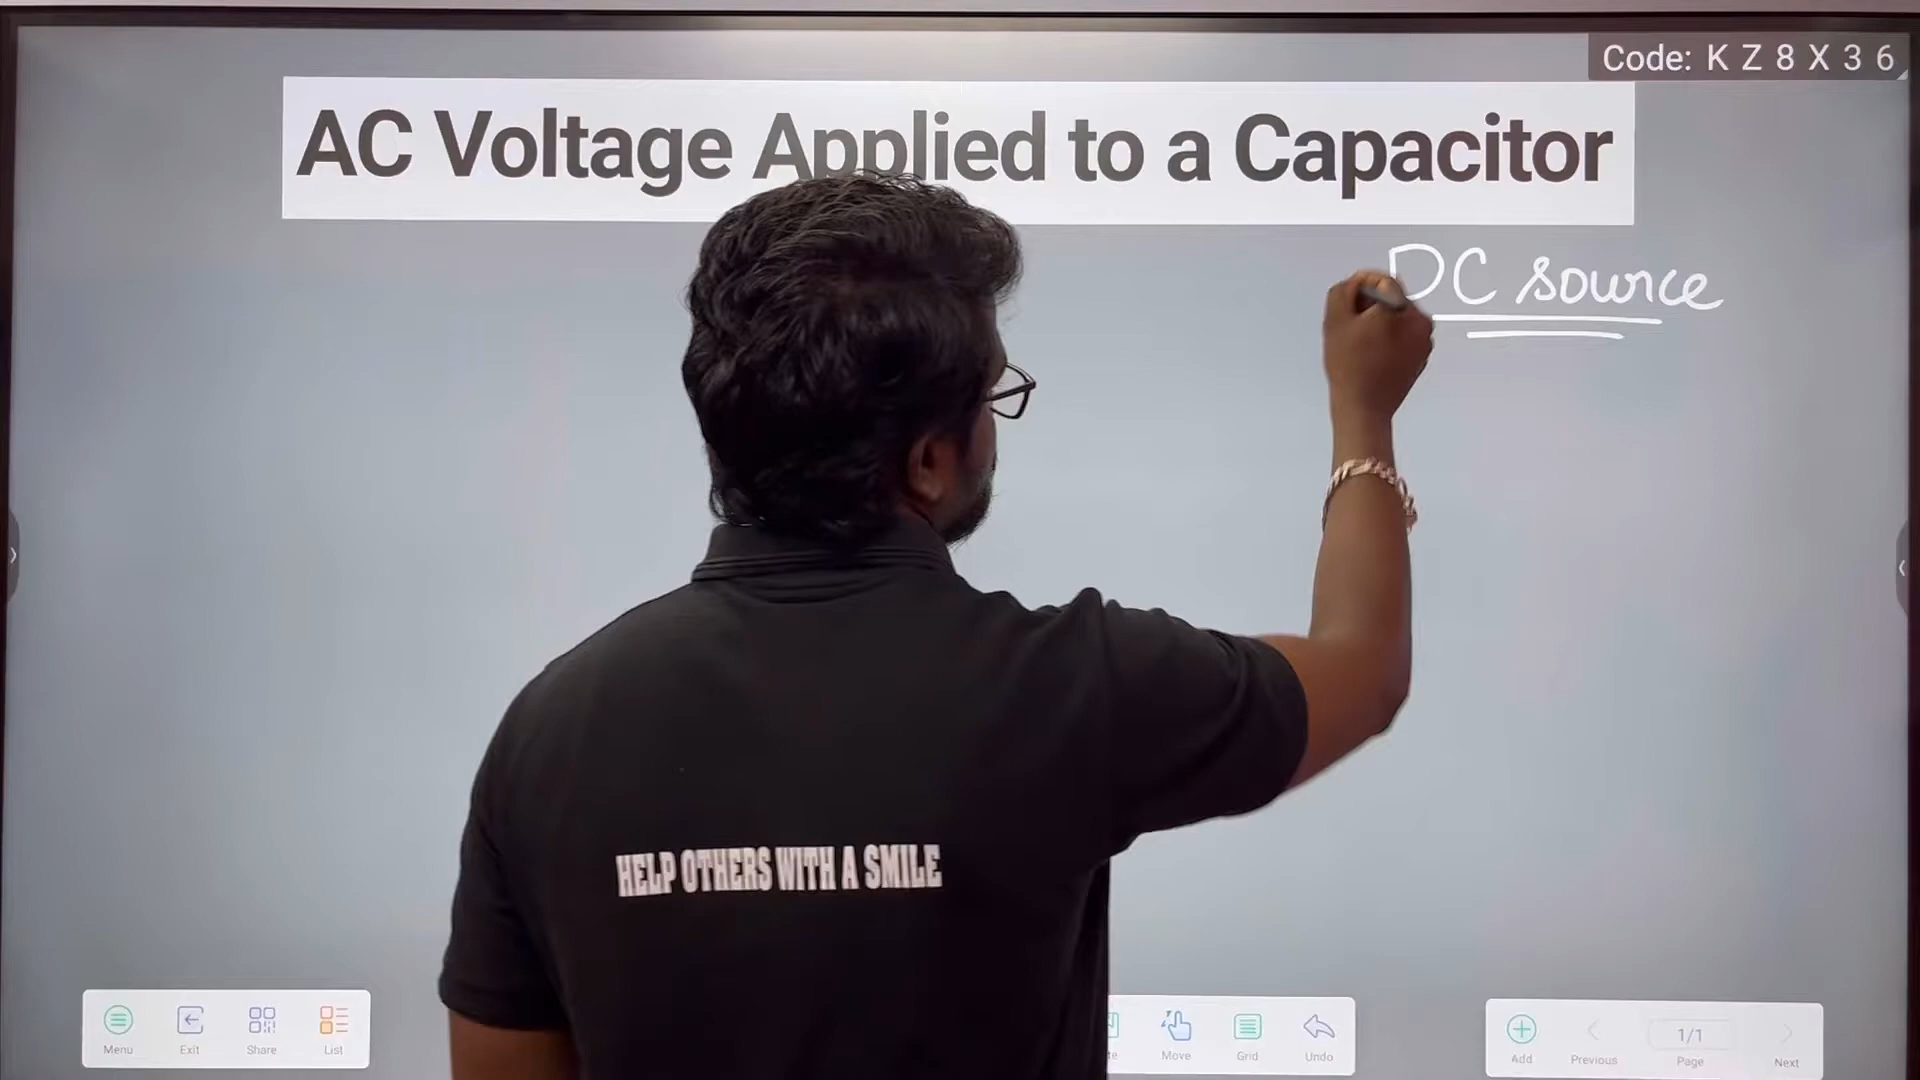 Code: K Z 8 X 3 6
AC Voltage Applied to a Capacitor
DC source
HELP OTHERS WITH A SMILE
Menu
Exit
Share
List
Move
Grid
Undo
Add
Previous
1/1
Page
Next